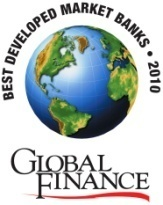 BEST DEVELOPED MARKET BANKS • 2010
GLOBAL
FINANCE